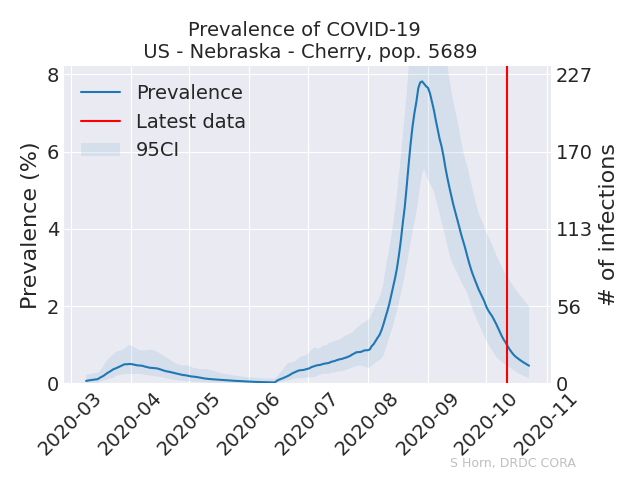 Prevalence of COVID-19
US - Nebraska - Cherry, pop. 5689
Prevalence
Latest data
95CI
Prevalence (%)
8
6
4
2
0
227
170
113
56
0
# of infections
2020-03
2020-04
2020-05
2020-06
2020-07
2020-08
2020-09
2020-10
2020-11
S Horn, DRDC CORA